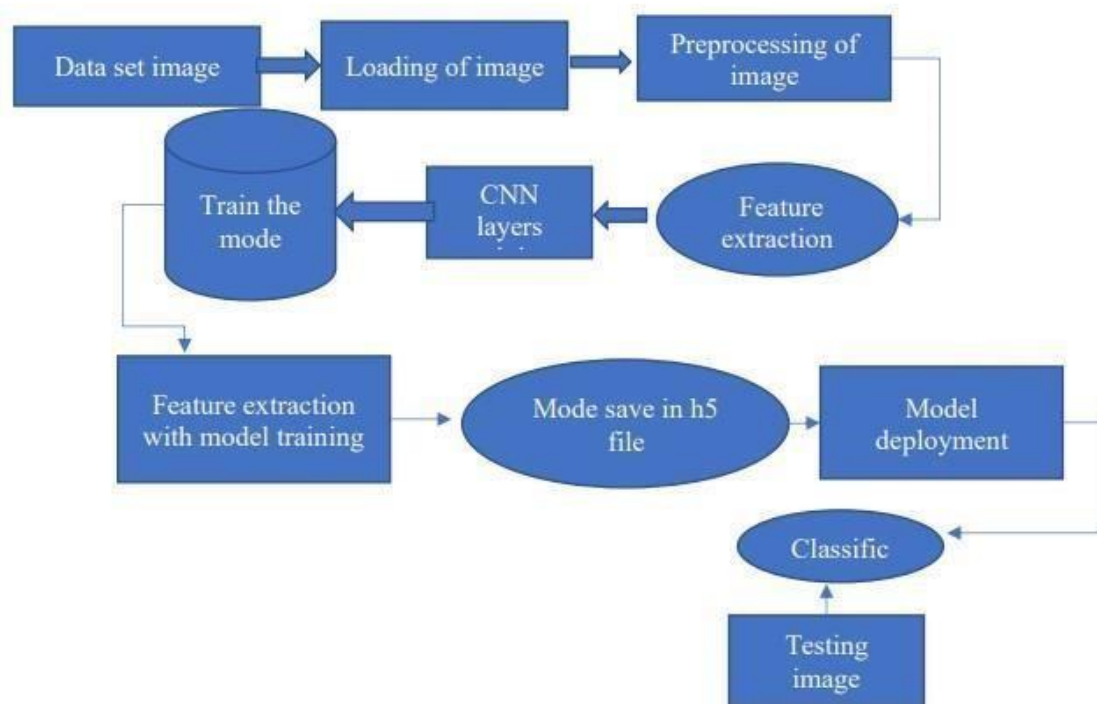 Data set image
Loading of image
Preprocessing of
image
Feature
extraction
CNN
layers
Train the
mode
Feature extraction
with model training
Mode save in h5
file
Model
deployment
Classific
Testing
image